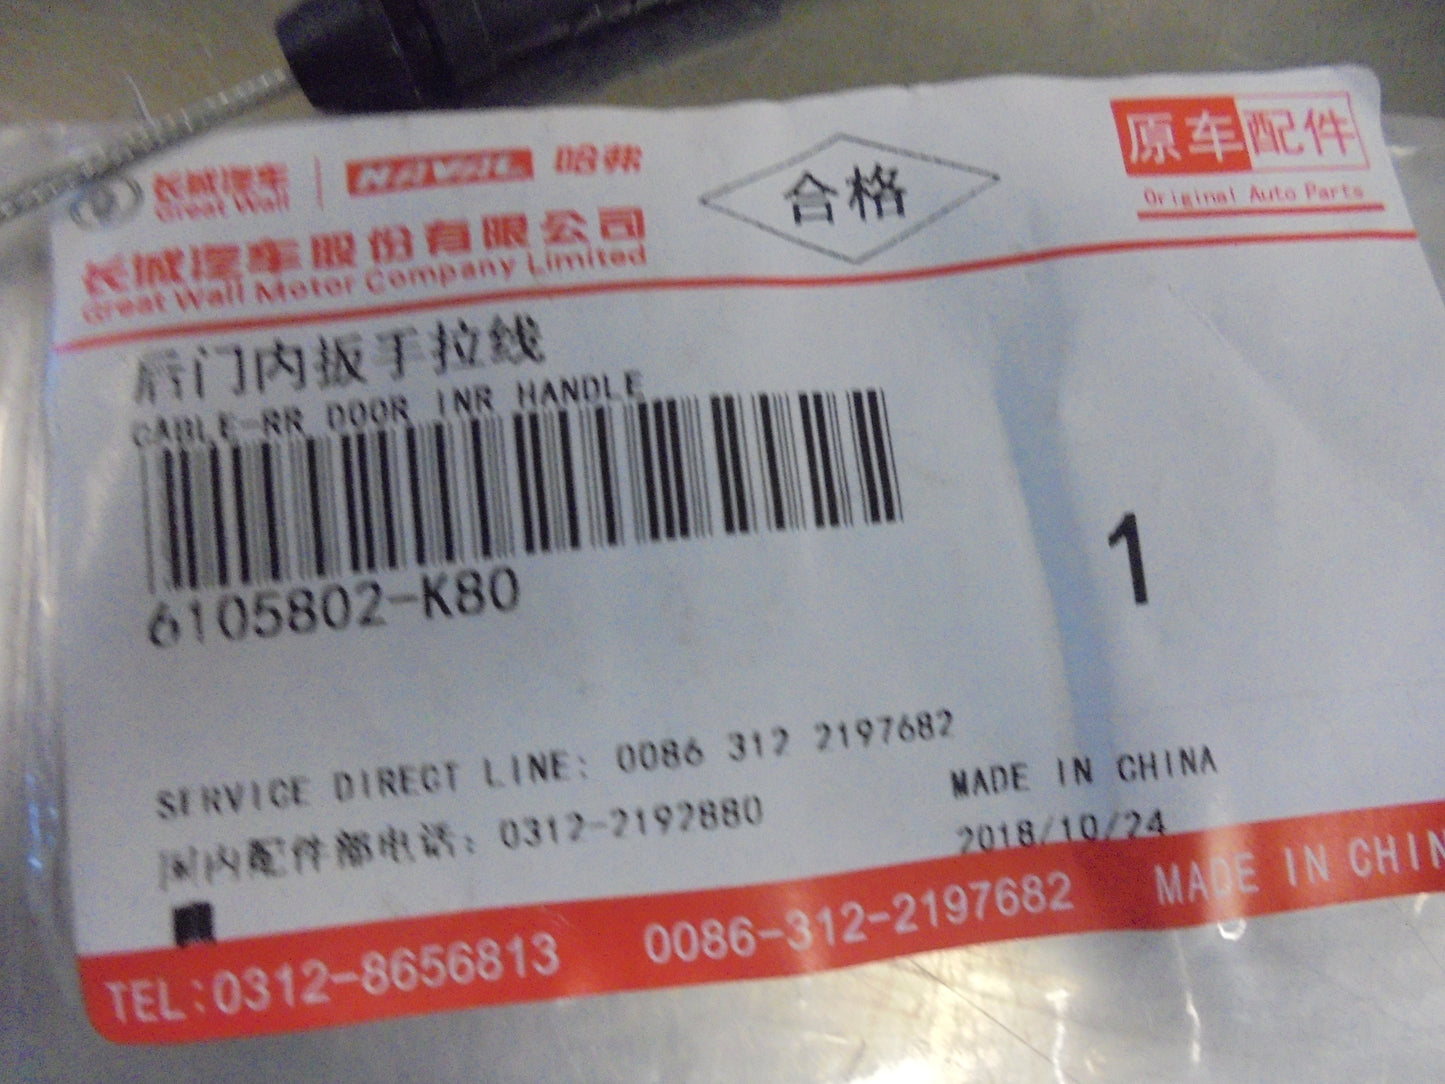 长城汽车
Great Wall
HAVAL 哈弗
长城汽车股份有限公司
Great Wall Motor Company Limited
合格
原车配件
Original Auto Parts
后门内扳手拉线
CABLE-RR DOOR INR HANDLE
6105802-K80
1
SERVICE DIRECT LINE: 0086 312 2197682
国内配件部电话: 0312-2192880
MADE IN CHINA
2018/10/24
TEL:0312-8656813 0086-312-2197682 MADE IN CHIN